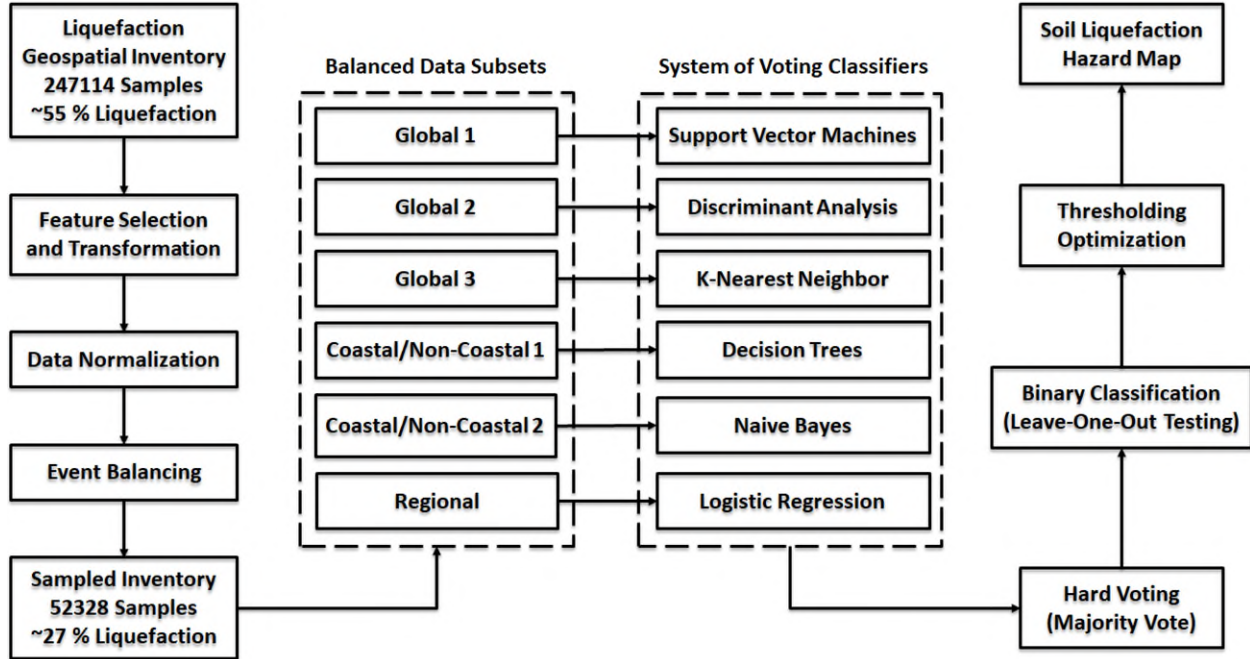 Liquefaction
Geospatial Inventory
247114 Samples
~55 % Liquefaction
Feature Selection
and Transformation
Data Normalization
Event Balancing
Sampled Inventory
52328 Samples
~27 % Liquefaction
Balanced Data Subsets
Global 1
Global 2
Global 3
Coastal/Non-Coastal 1
Coastal/Non-Coastal 2
Regional
System of Voting Classifiers
Support Vector Machines
Discriminant Analysis
K-Nearest Neighbor
Decision Trees
Naive Bayes
Logistic Regression
Soil Liquefaction
Hazard Map
Thresholding
Optimization
Binary Classification
(Leave-One-Out Testing)
Hard Voting
(Majority Vote)